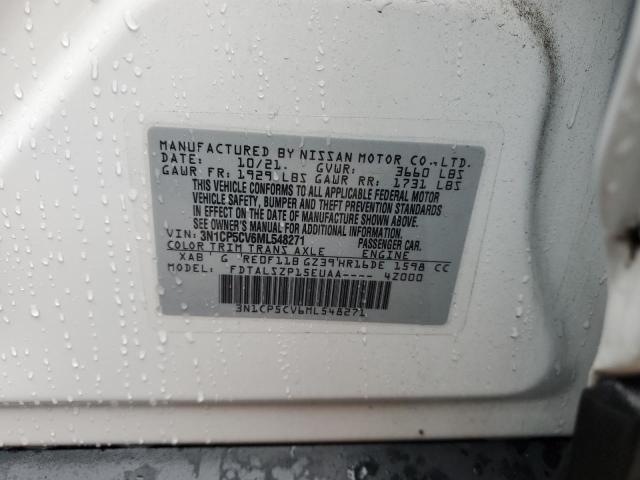 MANUFACTURED BY NISSAN MOTOR CO., LTD.
DATE: 10/21. GVWR: 3660 LBS
GAWR FR: 1929 LBS GAWR RR: 1731 LBS
THIS VEHICLE CONFORMS TO ALL APPLICABLE FEDERAL MOTOR
VEHICLE SAFETY, BUMPER, AND THEFT PREVENTION STANDARDS
IN EFFECT ON THE DATE OF MANUFACTURE SHOWN ABOVE.
SEE OWNER'S MANUAL FOR ADDITIONAL INFORMATION.
VIN: 3N1CP5CV6ML548271 PASSENGER CAR.
COLOR TRIM TRANS AXLE ENGINE
XAB G RE0F11B GZ39 HR16DE 1598 CC
MODEL: FDTALSZP15EUAA---- 4Z000
3N1CP5CV6ML548271